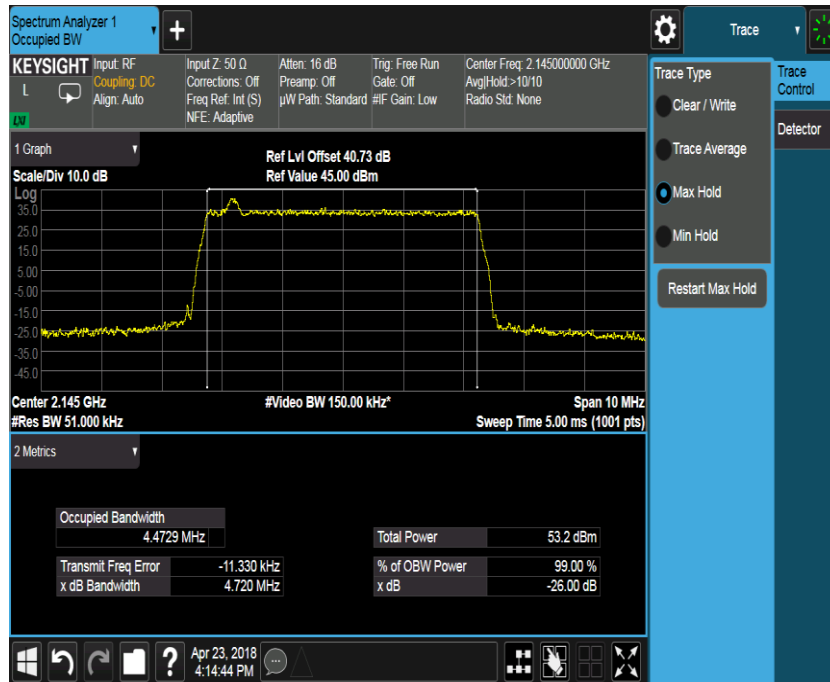 Spectrum Analyzer 1
Occupied BW
+
Trace
KEYSIGHT
L
LXI
Input: RF
Coupling: DC
Align: Auto
Input Z: 50 Ω
Corrections: Off
Freq Ref: Int (S)
NFE: Adaptive
Atten: 16 dB
Preamp: Off
µW Path: Standard
Trig: Free Run
Gate: Off
#IF Gain: Low
Center Freq: 2.145000000 GHz
Avg|Hold:>10/10
Radio Std: None
Trace Type
Clear / Write
Trace Average
Max Hold
Min Hold
Restart Max Hold
Trace
Control
Detector
1 Graph
Scale/Div 10.0 dB
Ref Lvl Offset 40.73 dB
Ref Value 45.00 dBm
Log
35.0
25.0
15.0
5.00
-5.00
-15.0
-25.0
-35.0
-45.0
Center 2.145 GHz
#Video BW 150.00 kHz*
Span 10 MHz
#Res BW 51.000 kHz
Sweep Time 5.00 ms (1001 pts)
2 Metrics
Occupied Bandwidth
4.4729 MHz
Total Power 53.2 dBm
Transmit Freq Error -11.330 kHz
% of OBW Power 99.00 %
x dB Bandwidth 4.720 MHz
x dB -26.00 dB
?
Apr 23, 2018
4:14:44 PM